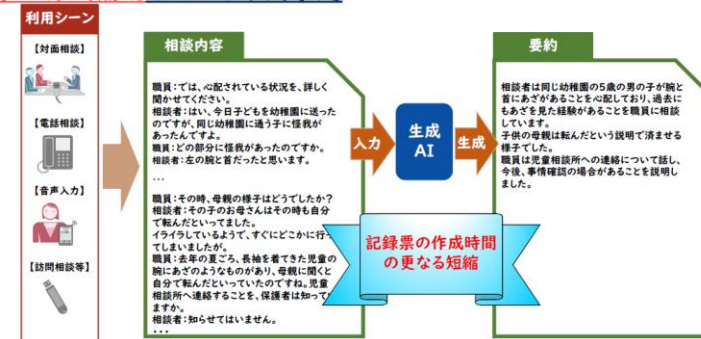 利用シーン
【対面相談】
【電話相談】
【音声入力】
【訪問相談等】
相談内容
職員:では、心配されている状況を、詳しく
聞かせてください。
相談者:はい、今日子どもを幼稚園に送った
のですが、同じ幼稚園に通う子に怪我が
あったんですよ。
職員:どの部分に怪我があったのですか。
相談者:左の腕と首だったと思います。
...
職員:その時、母親の様子はどうでしたか?
相談者:その子のお母さんはその時も自分
で転んだといってました。
イライラしているようで、すぐにどこかに行っ
てしまいましたが。
職員:去年の夏ごろ、長袖を着てきた児童の
腕にあざのようなものがあり、母親に聞くと
自分で転んだといっていたのですね。児童
相談所へ連絡することを、保護者は知ってい
ますか。
相談者:知らせてはいません。
...
入力
生成
AI
生成
記録票の作成時間
の更なる短縮
要約
相談者は同じ幼稚園の5歳の男の子が腕と
首にあざがあることを心配しており、過去に
もあざを見た経験があることを職員に相談
しています。
子供の母親は転んだという説明で済ませる
様子でした。
職員は児童相談所への連絡について話し、
今後、事情確認の場合があることを説明し
ました。